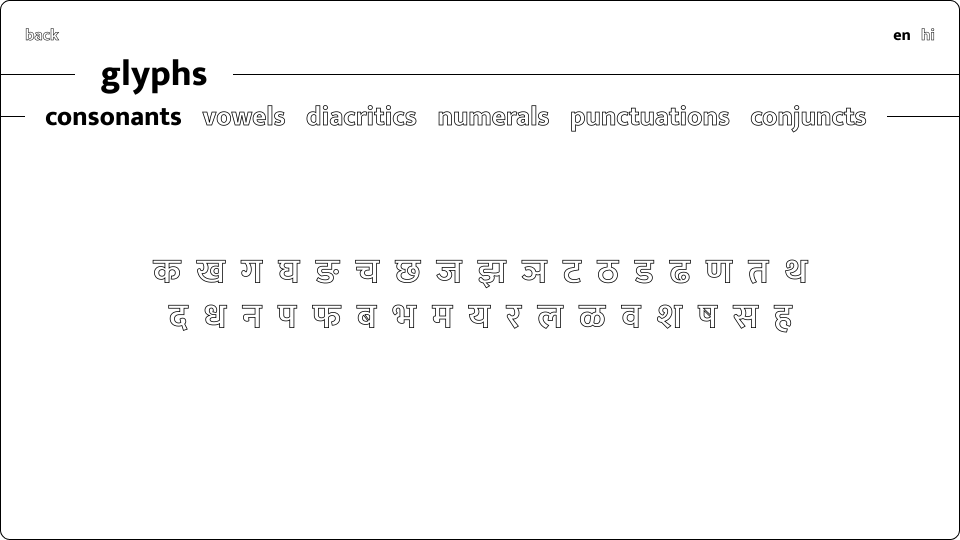 back en hi
glyphs
consonants vowels diacritics numerals punctuations conjuncts
क ख ग घ ङ च छ ज झ ञ ट ठ ड ढ ण त थ
द ध न प फ ब भ म य र ल ळ व श ष स ह